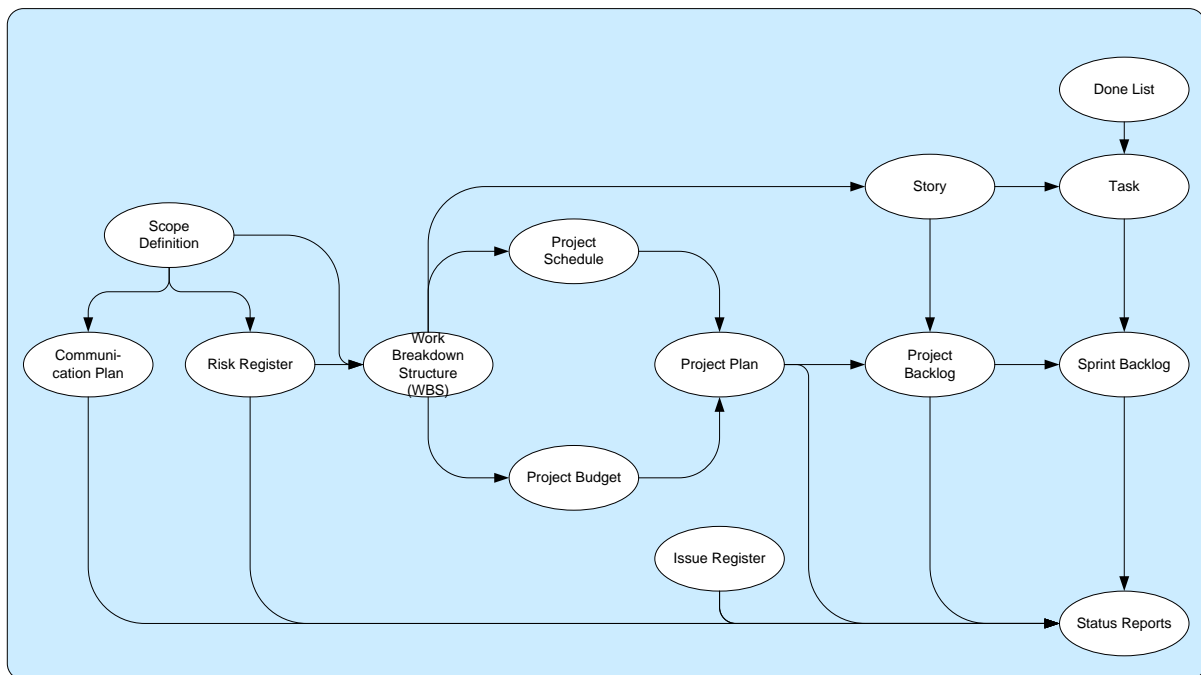 Done List
Story
Task
Scope
Definition
Project
Schedule
Communi-
cation Plan
Risk Register
Work
Breakdown
Structure
(WBS)
Project Plan
Project
Backlog
Sprint Backlog
Project Budget
Issue Register
Status Reports